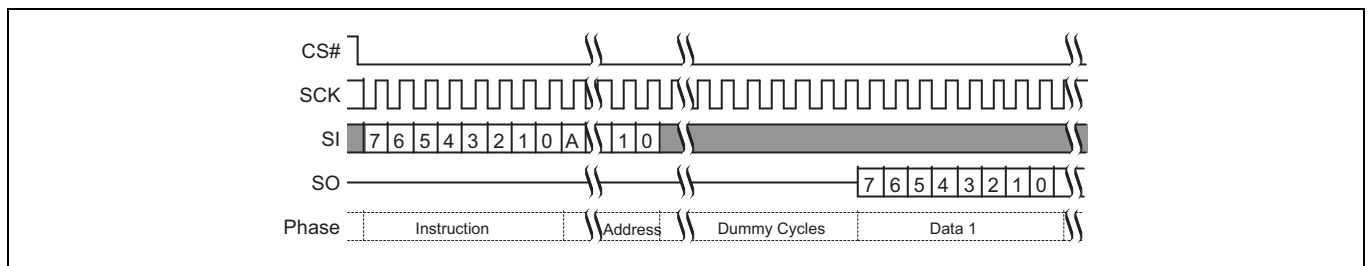 CS#
SCK
SI 7 6 5 4 3 2 1 0 A 1 0
SO 7 6 5 4 3 2 1 0
Phase Instruction Address Dummy Cycles Data 1